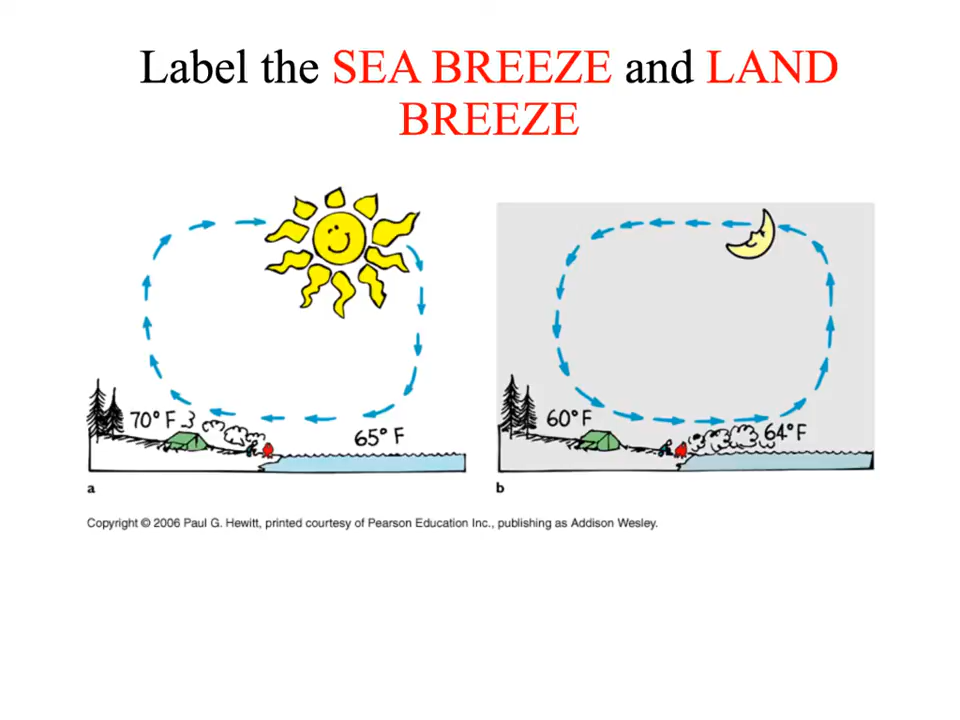 Label the SEA BREEZE and LAND
BREEZE
70° F
65° F
60° F
64° F
a
b
Copyright © 2006 Paul G. Hewitt, printed courtesy of Pearson Education Inc., publishing as Addison Wesley.